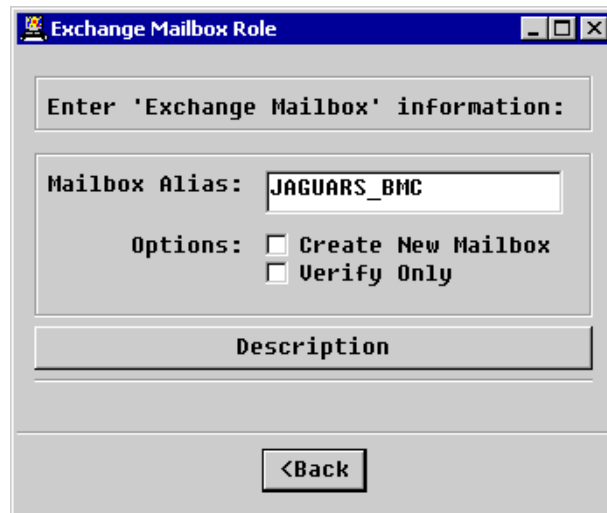 Exchange Mailbox Role
Enter 'Exchange Mailbox' information:
Mailbox Alias: JAGUARS_BMC
Options: Create New Mailbox
Verify Only
Description
<Back